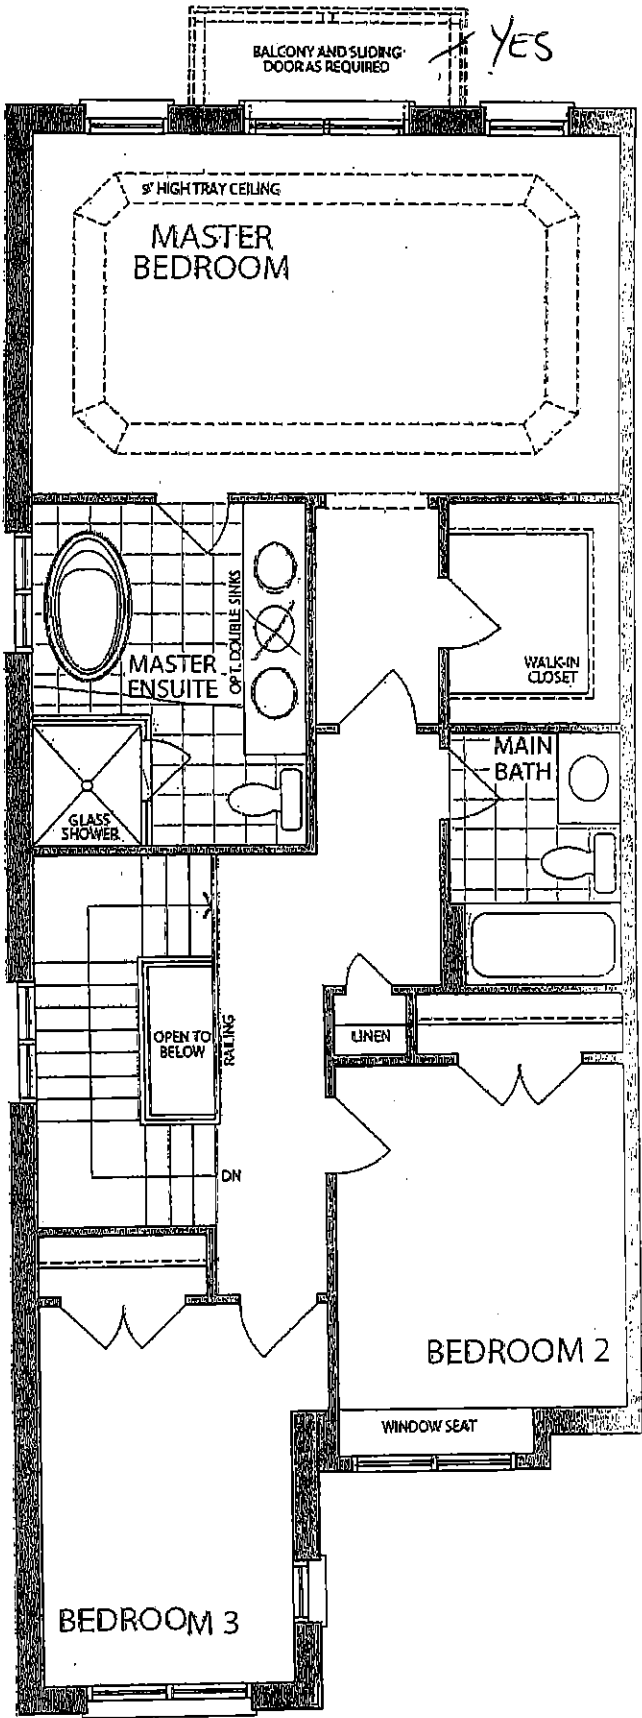 BALCONY AND SLIDING
DOOR AS REQUIRED
YES
9' HIGH TRAY CEILING
MASTER
BEDROOM
OPT. DOUBLE SINKS
MASTER
ENSUITE
WALK-IN
CLOSET
MAIN
BATH
GLASS
SHOWER
OPEN TO
BELOW
RAILING
LINEN
DN
BEDROOM 2
WINDOW SEAT
BEDROOM 3